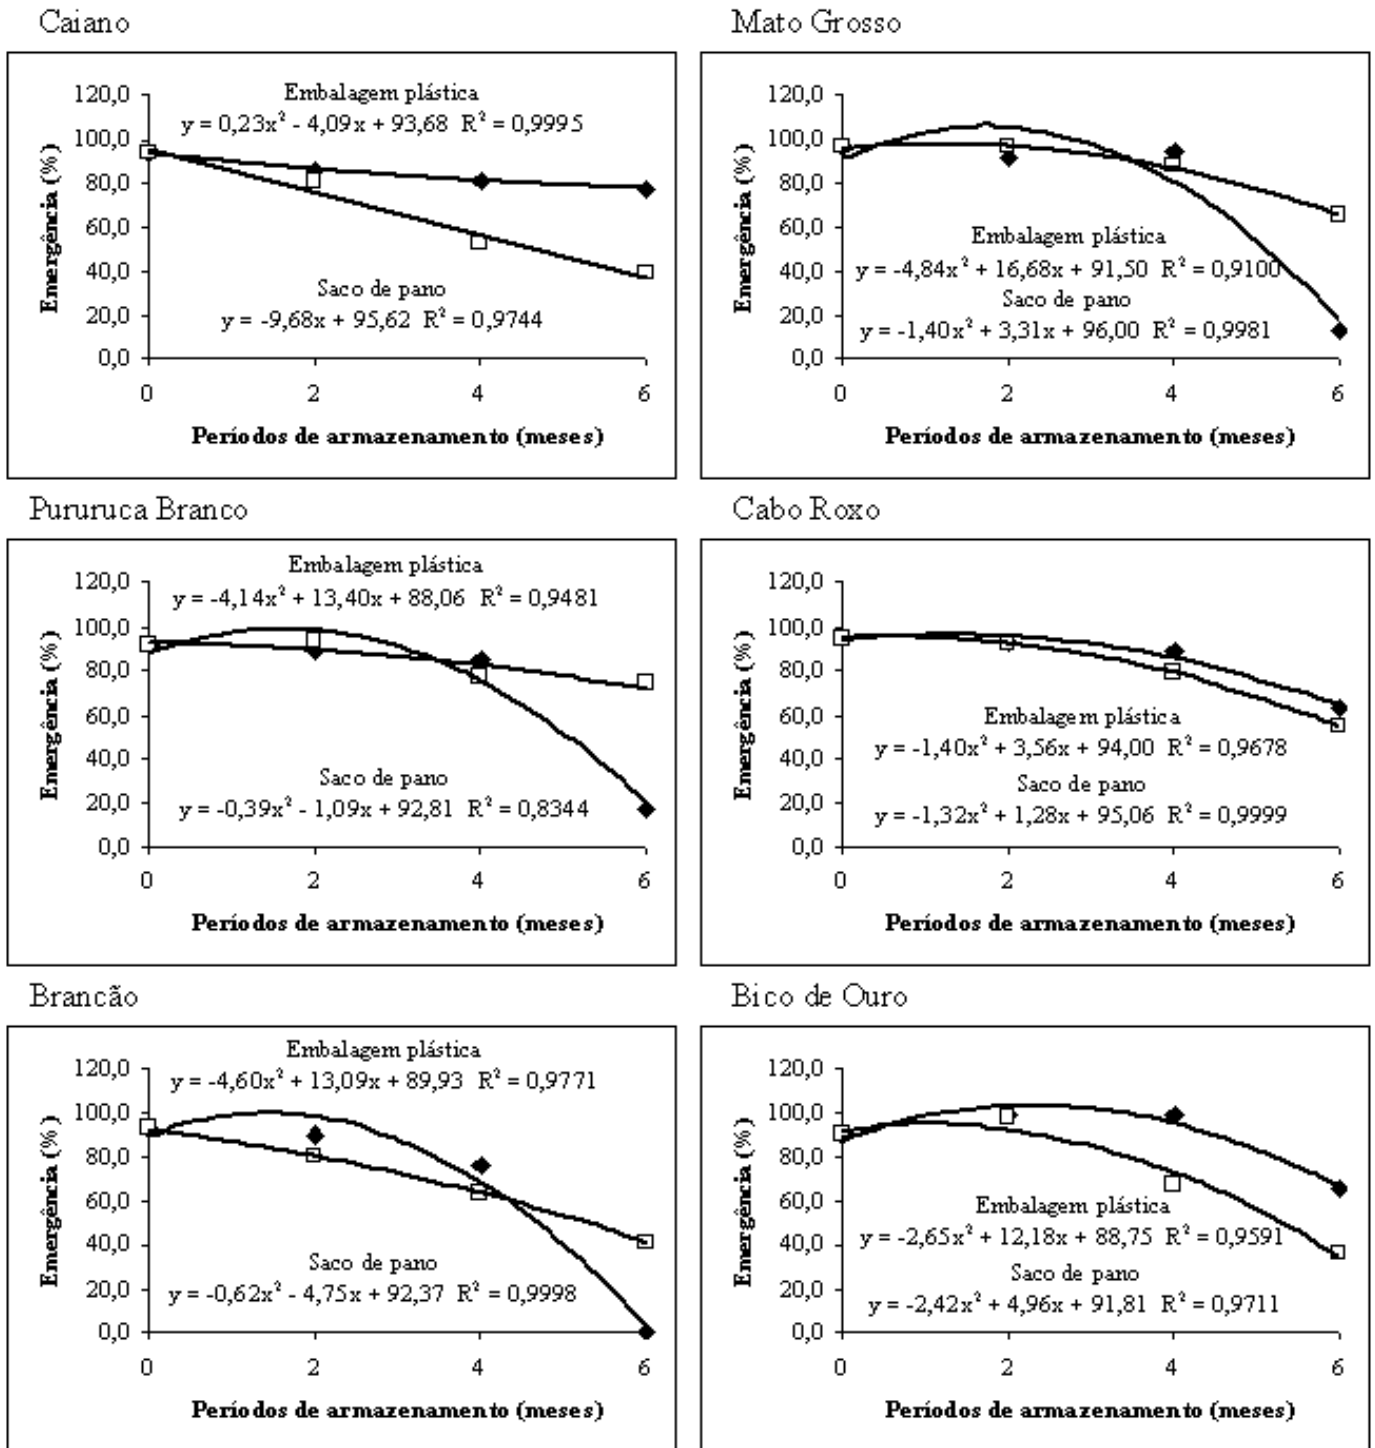 Caiano
Embalagem plástica
y = 0,23x² - 4,09x + 93,68 R² = 0,9995
120,0
100,0
80,0
60,0
40,0
20,0
0,0
Emergência (%)
Saco de pano
y = -9,68x + 95,62 R² = 0,9744
0 2 4 6
Períodos de armazenamento (meses)
Mato Grosso
120,0
100,0
80,0
60,0
40,0
20,0
0,0
Emergência (%)
Embalagem plástica
y = -4,84x² + 16,68x + 91,50 R² = 0,9100
Saco de pano
y = -1,40x² + 3,31x + 96,00 R² = 0,9981
0 2 4 6
Períodos de armazenamento (meses)
Pururuca Branco
Embalagem plástica
y = -4,14x² + 13,40x + 88,06 R² = 0,9481
120,0
100,0
80,0
60,0
40,0
20,0
0,0
Emergência (%)
Saco de pano
y = -0,39x² - 1,09x + 92,81 R² = 0,8344
0 2 4 6
Períodos de armazenamento (meses)
Cabo Roxo
120,0
100,0
80,0
60,0
40,0
20,0
0,0
Emergência (%)
Embalagem plástica
y = -1,40x² + 3,56x + 94,00 R² = 0,9678
Saco de pano
y = -1,32x² + 1,28x + 95,06 R² = 0,9999
0 2 4 6
Períodos de armazenamento (meses)
Brancão
Embalagem plástica
y = -4,60x² + 13,09x + 89,93 R² = 0,9771
120,0
100,0
80,0
60,0
40,0
20,0
0,0
Emergência (%)
Saco de pano
y = -0,62x² - 4,75x + 92,37 R² = 0,9998
0 2 4 6
Períodos de armazenamento (meses)
Bico de Ouro
120,0
100,0
80,0
60,0
40,0
20,0
0,0
Emergência (%)
Embalagem plástica
y = -2,65x² + 12,18x + 88,75 R² = 0,9591
Saco de pano
y = -2,42x² + 4,96x + 91,81 R² = 0,9711
0 2 4 6
Períodos de armazenamento (meses)